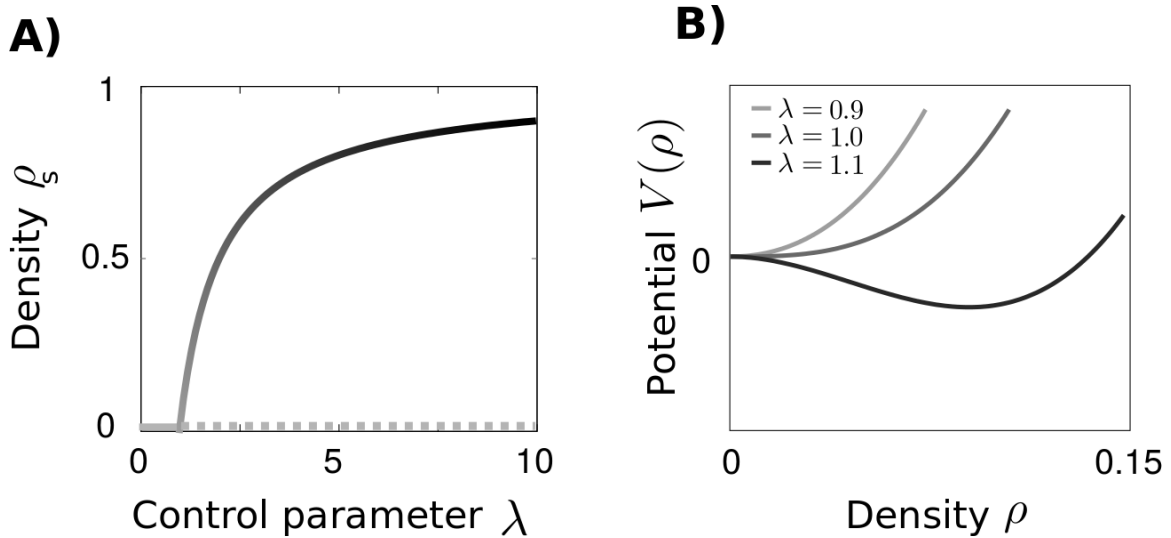 A)
1
0.5
0
0
5
10
Density ρs
Control parameter λ
B)
λ = 0.9
λ = 1.0
λ = 1.1
0
0
0.15
Potential V(ρ)
Density ρ